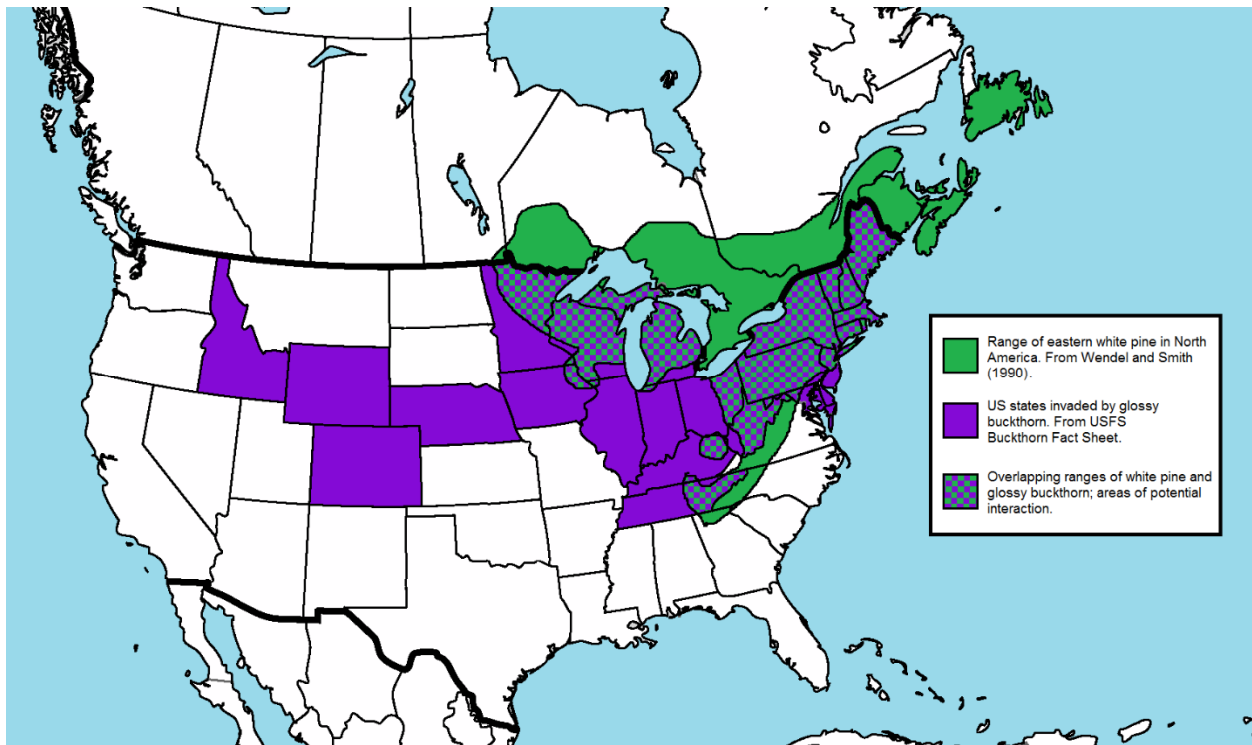 Range of eastern white pine in North
America. From Wendel and Smith
(1990).
US states invaded by glossy
buckthorn. From USFS
Buckthorn Fact Sheet.
Overlapping ranges of white pine and
glossy buckthorn; areas of potential
interaction.